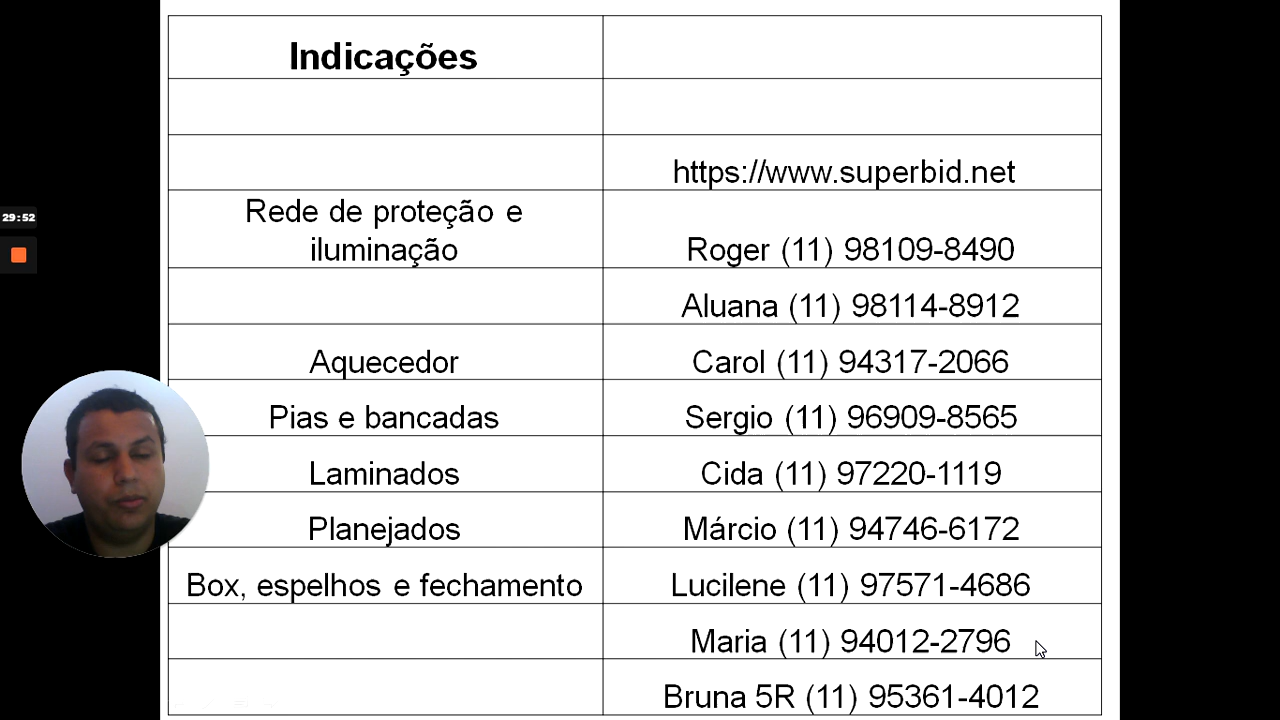 Indicações
https://www.superbid.net
Rede de proteção e
iluminação
Roger (11) 98109-8490
Aluana (11) 98114-8912
Aquecedor
Carol (11) 94317-2066
Pias e bancadas
Sergio (11) 96909-8565
Laminados
Cida (11) 97220-1119
Planejados
Márcio (11) 94746-6172
Box, espelhos e fechamento
Lucilene (11) 97571-4686
Maria (11) 94012-2796
Bruna 5R (11) 95361-4012
29:52